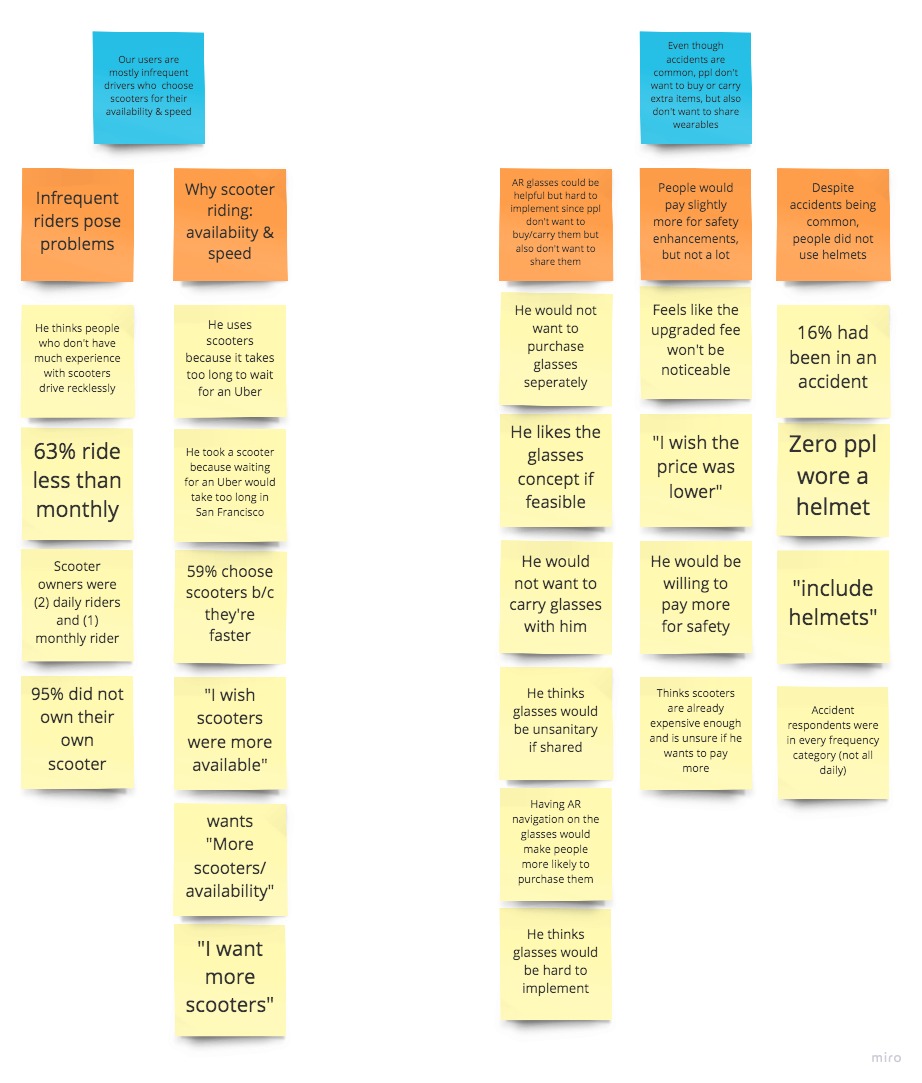 Our users are
mostly infrequent
drivers who  choose
scooters for their
availability & speed
Even though
accidents are
common, ppl don't
want to buy or carry
extra items, but also
don't want to share
wearables
Infrequent
riders pose
problems
Why scooter
riding:
availabiity &
speed
AR glasses could be
helpful but hard to
implement since ppl
don't want to
buy/carry them but
also don't want to
share them
People would
pay slightly
more for safety
enhancements,
but not a lot
Despite
accidents being
common,
people did not
use helmets
He thinks people
who don't have
much experience
with scooters
drive recklessly
63% ride
less than
monthly
Scooter
owners were
(2) daily riders
and (1)
monthly rider
95% did not
own their
own
scooter
He uses
scooters
because it takes
too long to wait
for an Uber
He took a scooter
because waiting
for an Uber would
take too long in
San Francisco
59% choose
scooters b/c
they're
faster
"I wish
scooters
were more
available"
wants
"More
scooters/
availability"
"I want
more
scooters"
He would not
want to
purchase
glasses
seperately
He likes the
glasses
concept if
feasible
He would
not want to
carry glasses
with him
He thinks
glasses would
be unsanitary
if shared
Having AR
navigation on the
glasses would
make people
more likely to
purchase them
He thinks
glasses would
be hard to
implement
Feels like the
upgraded fee
won't be
noticeable
"I wish the
price was
lower"
He would be
willing to
pay more
for safety
Thinks scooters
are already
expensive enough
and is unsure if he
wants to pay
more
16% had
been in an
accident
Zero ppl
wore a
helmet
"include
helmets"
Accident
respondents were
in every frequency
category (not all
daily)
miro